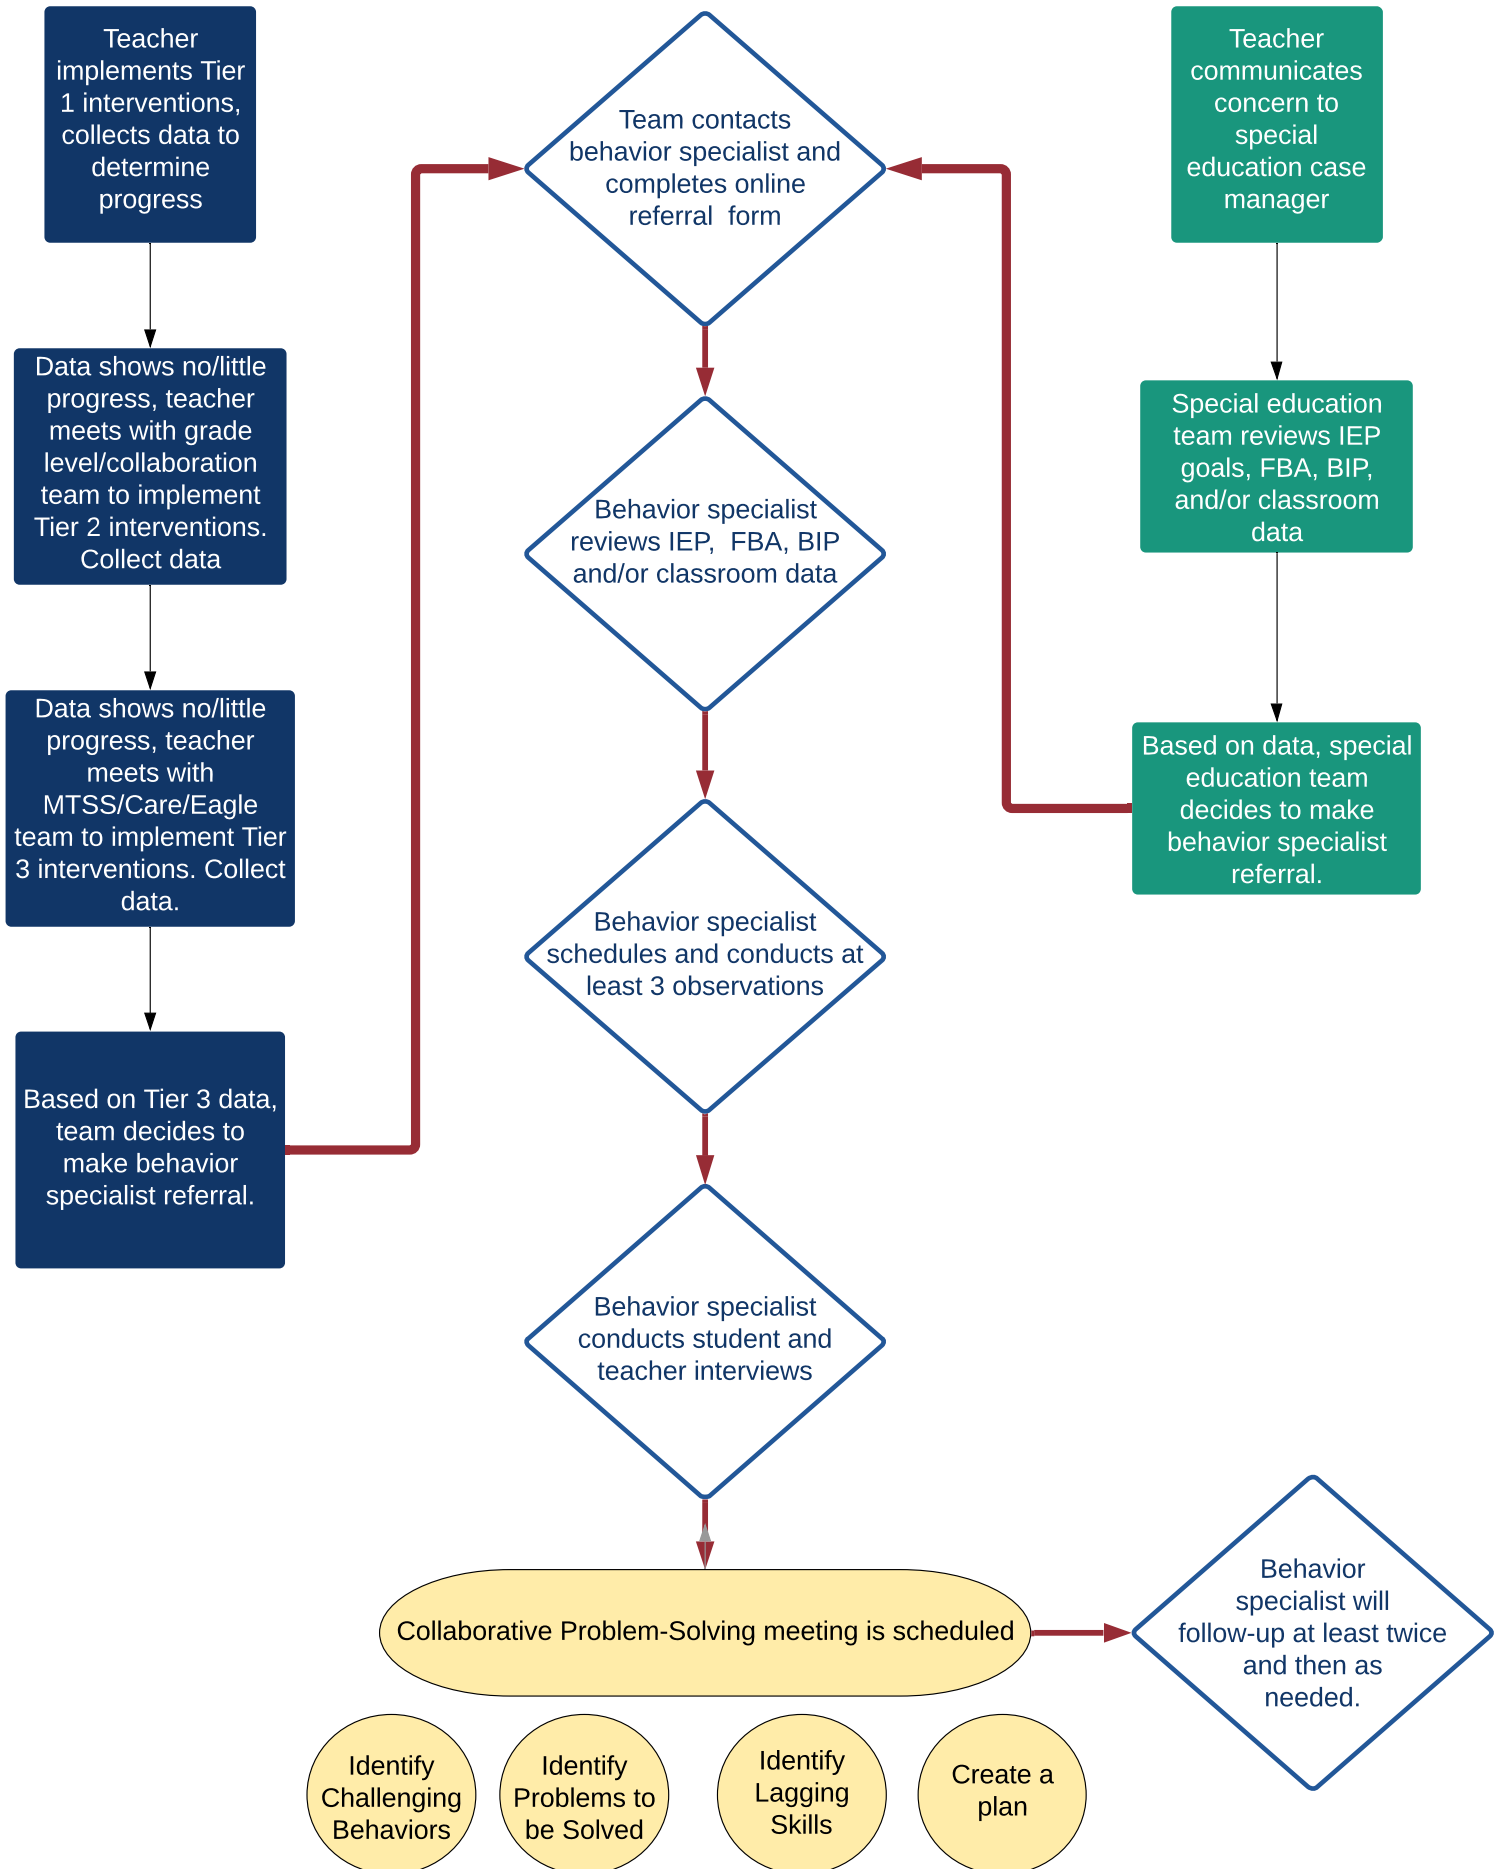 Teacher
implements Tier
1 interventions,
collects data to
determine
progress
Data shows no/little
progress, teacher
meets with grade
level/collaboration
team to implement
Tier 2 interventions.
Collect data
Data shows no/little
progress, teacher
meets with
MTSS/Care/Eagle
team to implement Tier
3 interventions. Collect
data.
Based on Tier 3 data,
team decides to
make behavior
specialist referral.
Team contacts
behavior specialist and
completes online
referral  form
Behavior specialist
reviews IEP,  FBA, BIP
and/or classroom data
Behavior specialist
schedules and conducts at
least 3 observations
Behavior specialist
conducts student and
teacher interviews
Teacher
communicates
concern to
special
education case
manager
Special education
team reviews IEP
goals, FBA, BIP,
and/or classroom
data
Based on data, special
education team
decides to make
behavior specialist
referral.
Collaborative Problem-Solving meeting is scheduled
Behavior
specialist will
follow-up at least twice
and then as
needed.
Identify
Challenging
Behaviors
Identify
Problems to
be Solved
Identify
Lagging
Skills
Create a
plan